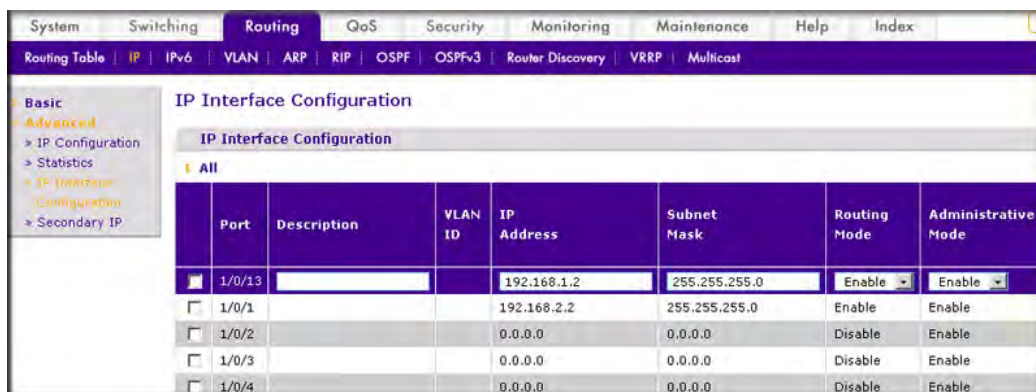 System Switching Routing QoS Security Monitoring Maintenance Help Index
Routing Table | IP | IPv6 | VLAN | ARP | RIP | OSPF | OSPFv3 | Router Discovery | VRRP | Multicast
Basic
Advanced
» IP Configuration
» Statistics
» IP Interface
Configuration
» Secondary IP
IP Interface Configuration
IP Interface Configuration
All
Port Description VLAN ID IP Address Subnet Mask Routing Mode Administrative Mode
1/0/13 192.168.1.2 255.255.255.0 Enable Enable
1/0/1 192.168.2.2 255.255.255.0 Enable Enable
1/0/2 0.0.0.0 0.0.0.0 Disable Enable
1/0/3 0.0.0.0 0.0.0.0 Disable Enable
1/0/4 0.0.0.0 0.0.0.0 Disable Enable